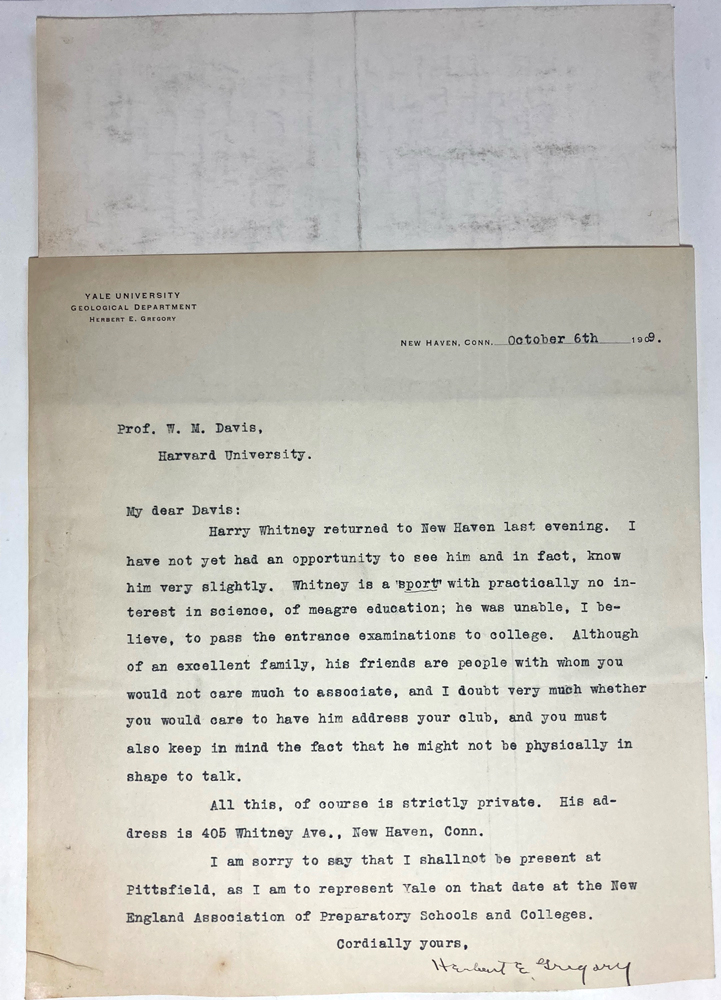 YALE UNIVERSITY
GEOLOGICAL DEPARTMENT
HERBERT E. GREGORY
NEW HAVEN, CONN. October 6th 1909.
Prof. W. M. Davis,
Harvard University.
My dear Davis:
Harry Whitney returned to New Haven last evening. I
have not yet had an opportunity to see him and in fact, know
him very slightly. Whitney is a "sport" with practically no in-
terest in science, of meagre education; he was unable, I be-
lieve, to pass the entrance examinations to college. Although
of an excellent family, his friends are people with whom you
would not care much to associate, and I doubt very much whether
you would care to have him address your club, and you must
also keep in mind the fact that he might not be physically in
shape to talk.
All this, of course is strictly private. His ad-
dress is 405 Whitney Ave., New Haven, Conn.
I am sorry to say that I shallnot be present at
Pittsfield, as I am to represent Yale on that date at the New
England Association of Preparatory Schools and Colleges.
Cordially yours,
Herbert E. Gregory